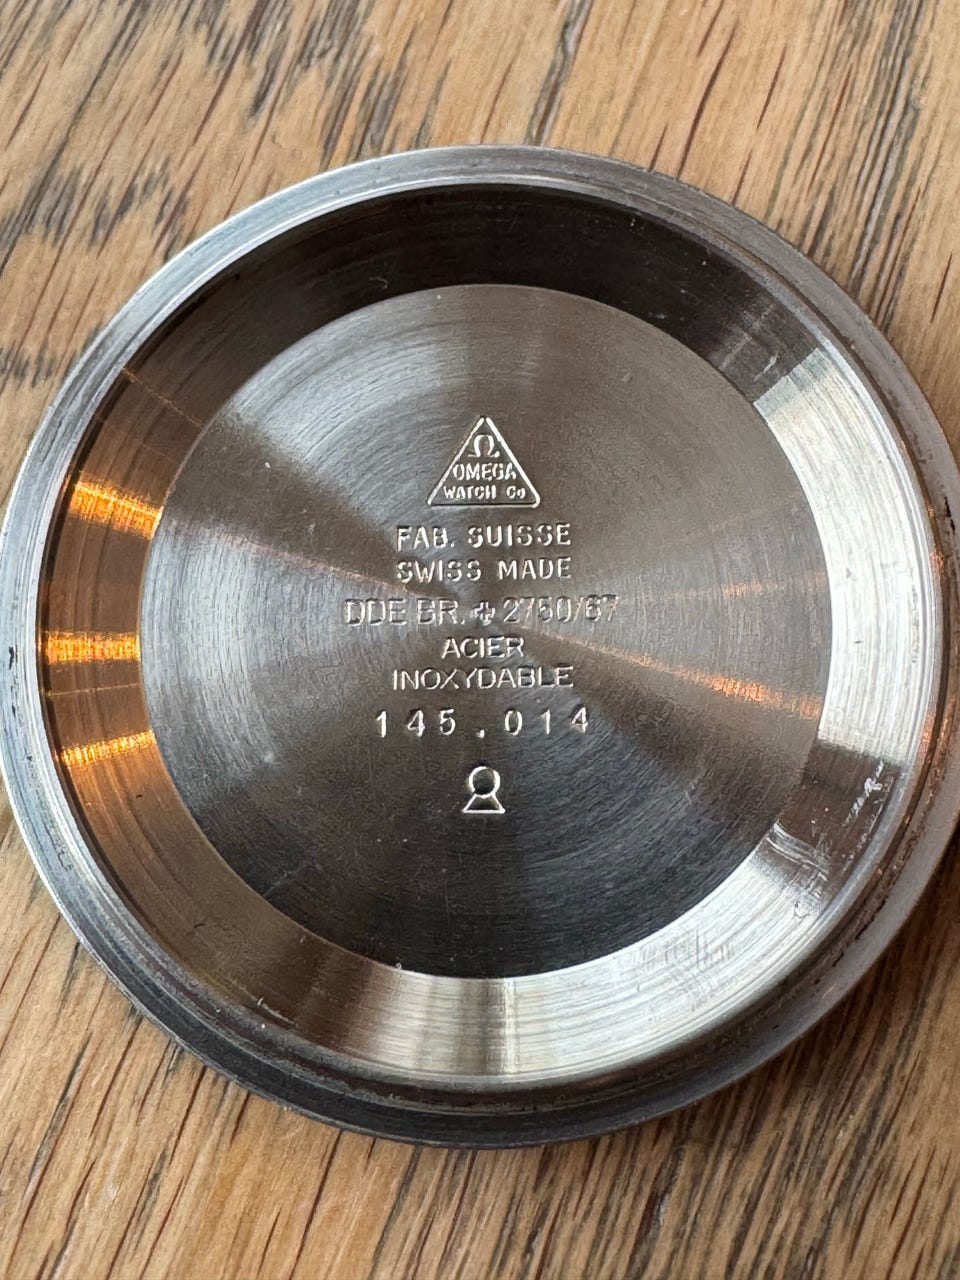 Ω
OMEGA
WATCH Co
FAB. SUISSE
SWISS MADE
DDE BR. + 2750/67
ACIER
INOXYDABLE
145.014